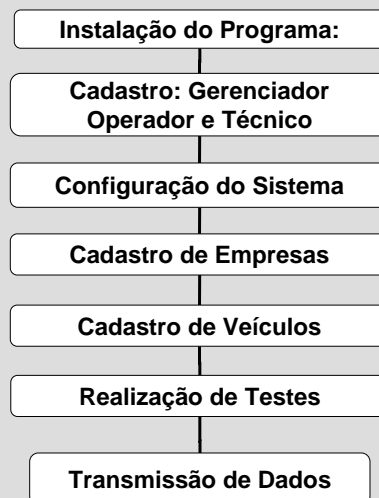 Instalação do Programa:
Cadastro: Gerenciador
Operador e Técnico
Configuração do Sistema
Cadastro de Empresas
Cadastro de Veículos
Realização de Testes
Transmissão de Dados